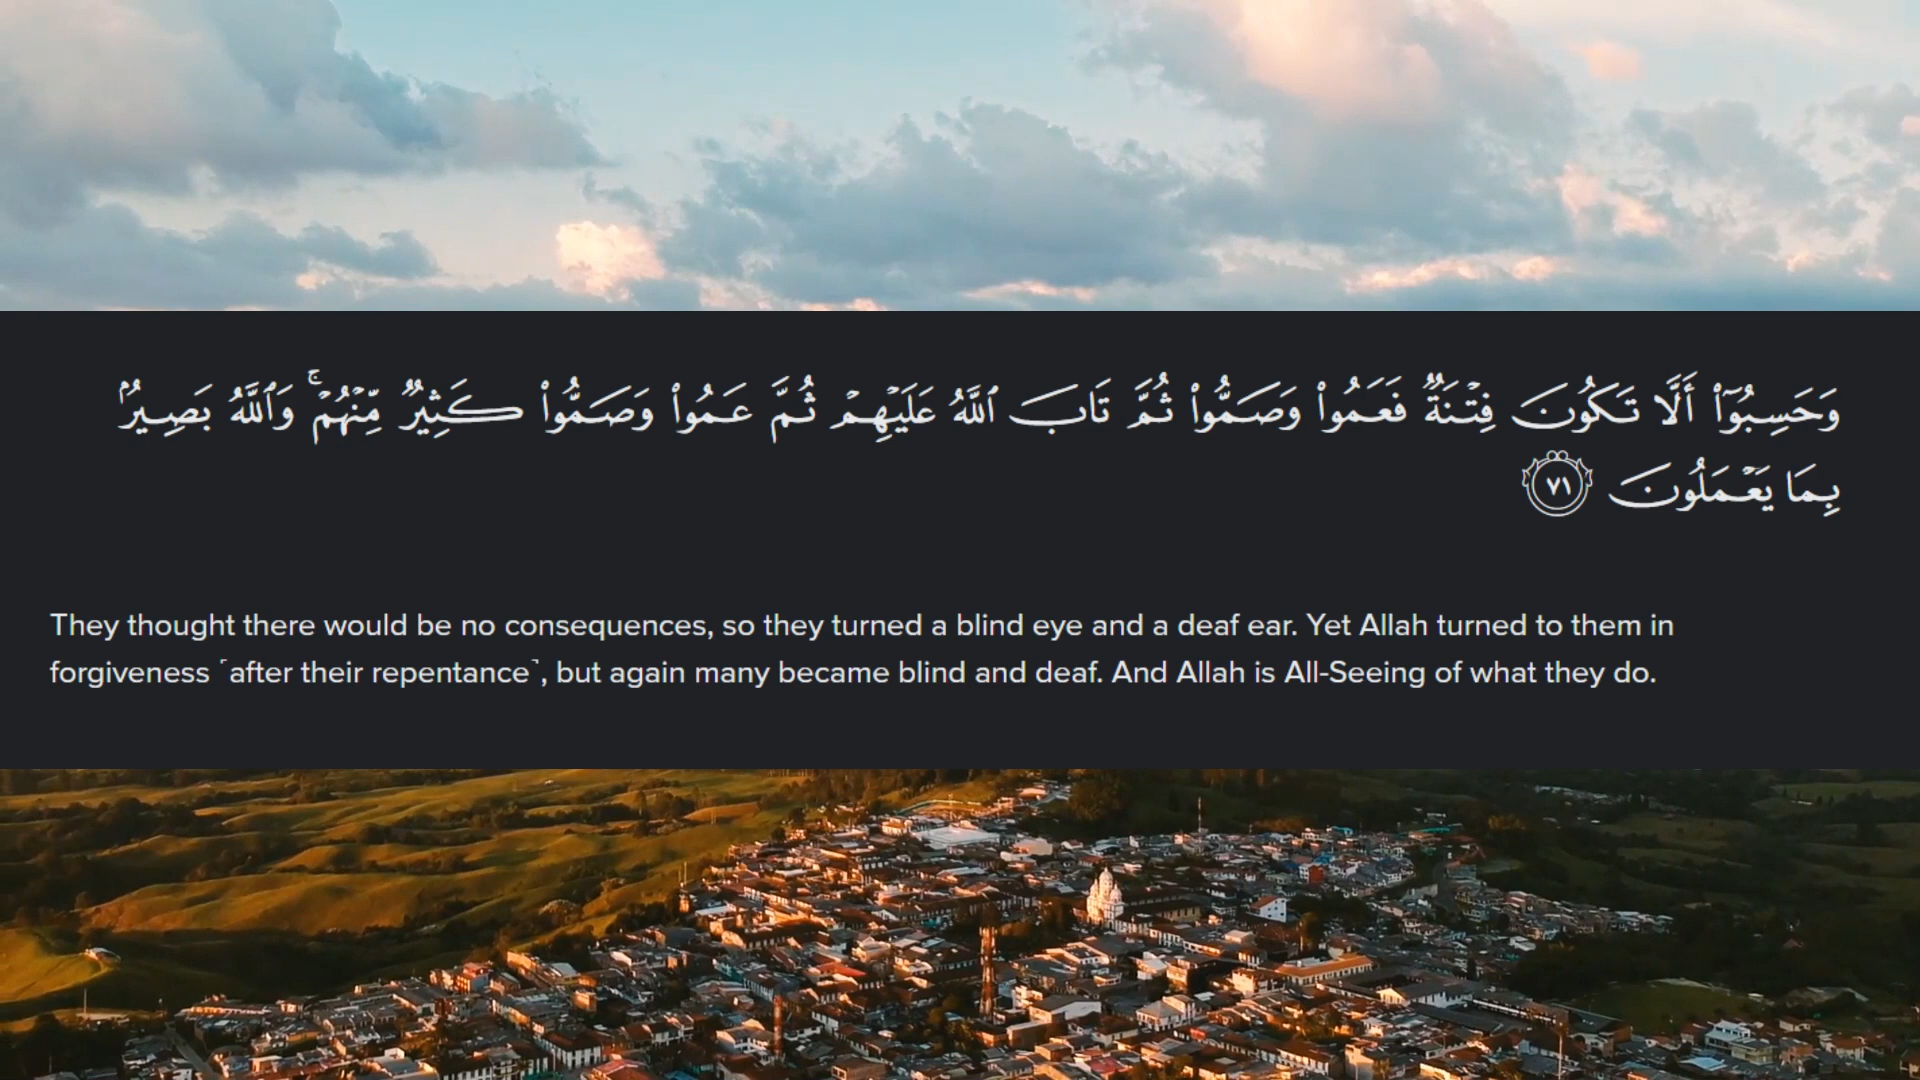 وَحَسِبُوٓا۟ أَلَّا تَكُونَ فِتْنَةٌۭ فَعَمُوا۟ وَصَمُّوا۟ ثُمَّ تَابَ ٱللَّهُ عَلَيْهِمْ ثُمَّ عَمُوا۟ وَصَمُّوا۟ كَثِيرٌۭ مِّنْهُمْ ۚ وَٱللَّهُ بَصِيرٌۢ
بِمَا يَعْمَلُونَ ٧١
They thought there would be no consequences, so they turned a blind eye and a deaf ear. Yet Allah turned to them in
forgiveness ˹after their repentance˺, but again many became blind and deaf. And Allah is All-Seeing of what they do.